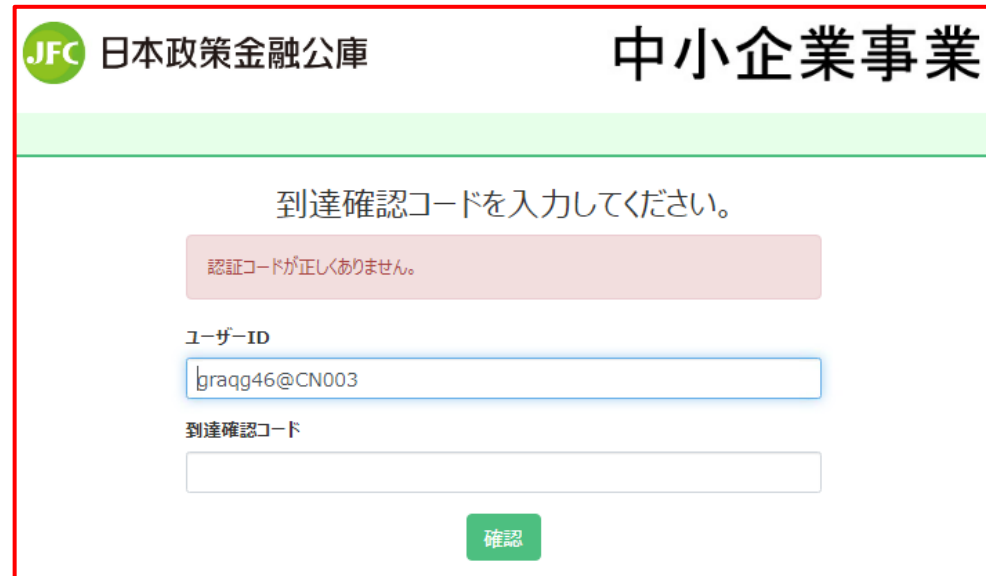 JFC 日本政策金融公庫 中小企業事業
到達確認コードを入力してください。
認証コードが正しくありません。
ユーザーID
graqg46@CN003
到達確認コード
確認